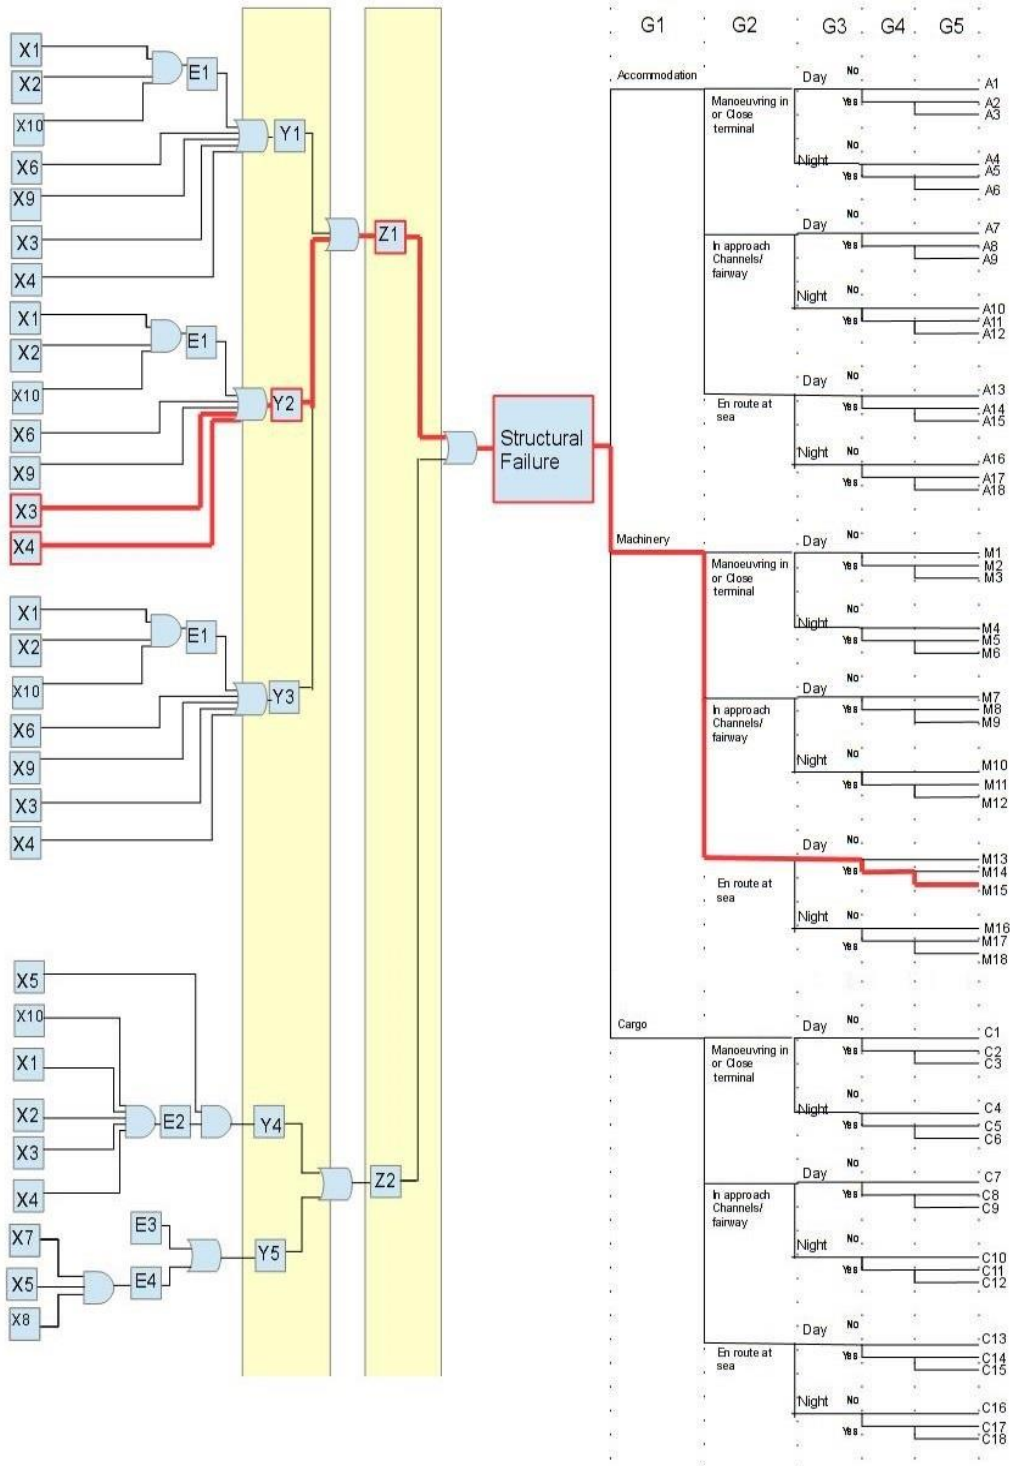 G1 G2 G3 G4 G5
X1
X2
X10
E1
X6
X9
X3
X4
Y1
X1
X2
X10
E1
X6
X9
X3
X4
Y2
X1
X2
X10
E1
X6
X9
X3
X4
Y3
Z1
X5
X10
X1
X2
X3
X4
E2
Y4
X7
X5
X8
E3
E4
Y5
Z2
Structural
Failure
Accommodation
Manoeuvring in
or Close
terminal
Day
No
Yes
A1
A2
A3
Night
No
Yes
A4
A5
A6
In approach
Channels/
fairway
Day
No
Yes
A7
A8
A9
Night
No
Yes
A10
A11
A12
En route at
sea
Day
No
Yes
A13
A14
A15
Night
No
Yes
A16
A17
A18
Machinery
Manoeuvring in
or Close
terminal
Day
No
Yes
M1
M2
M3
Night
No
Yes
M4
M5
M6
In approach
Channels/
fairway
Day
No
Yes
M7
M8
M9
Night
No
Yes
M10
M11
M12
En route at
sea
Day
No
Yes
M13
M14
M15
Night
No
Yes
M16
M17
M18
Cargo
Manoeuvring in
or Close
terminal
Day
No
Yes
C1
C2
C3
Night
No
Yes
C4
C5
C6
In approach
Channels/
fairway
Day
No
Yes
C7
C8
C9
Night
No
Yes
C10
C11
C12
En route at
sea
Day
No
Yes
C13
C14
C15
Night
No
Yes
C16
C17
C18